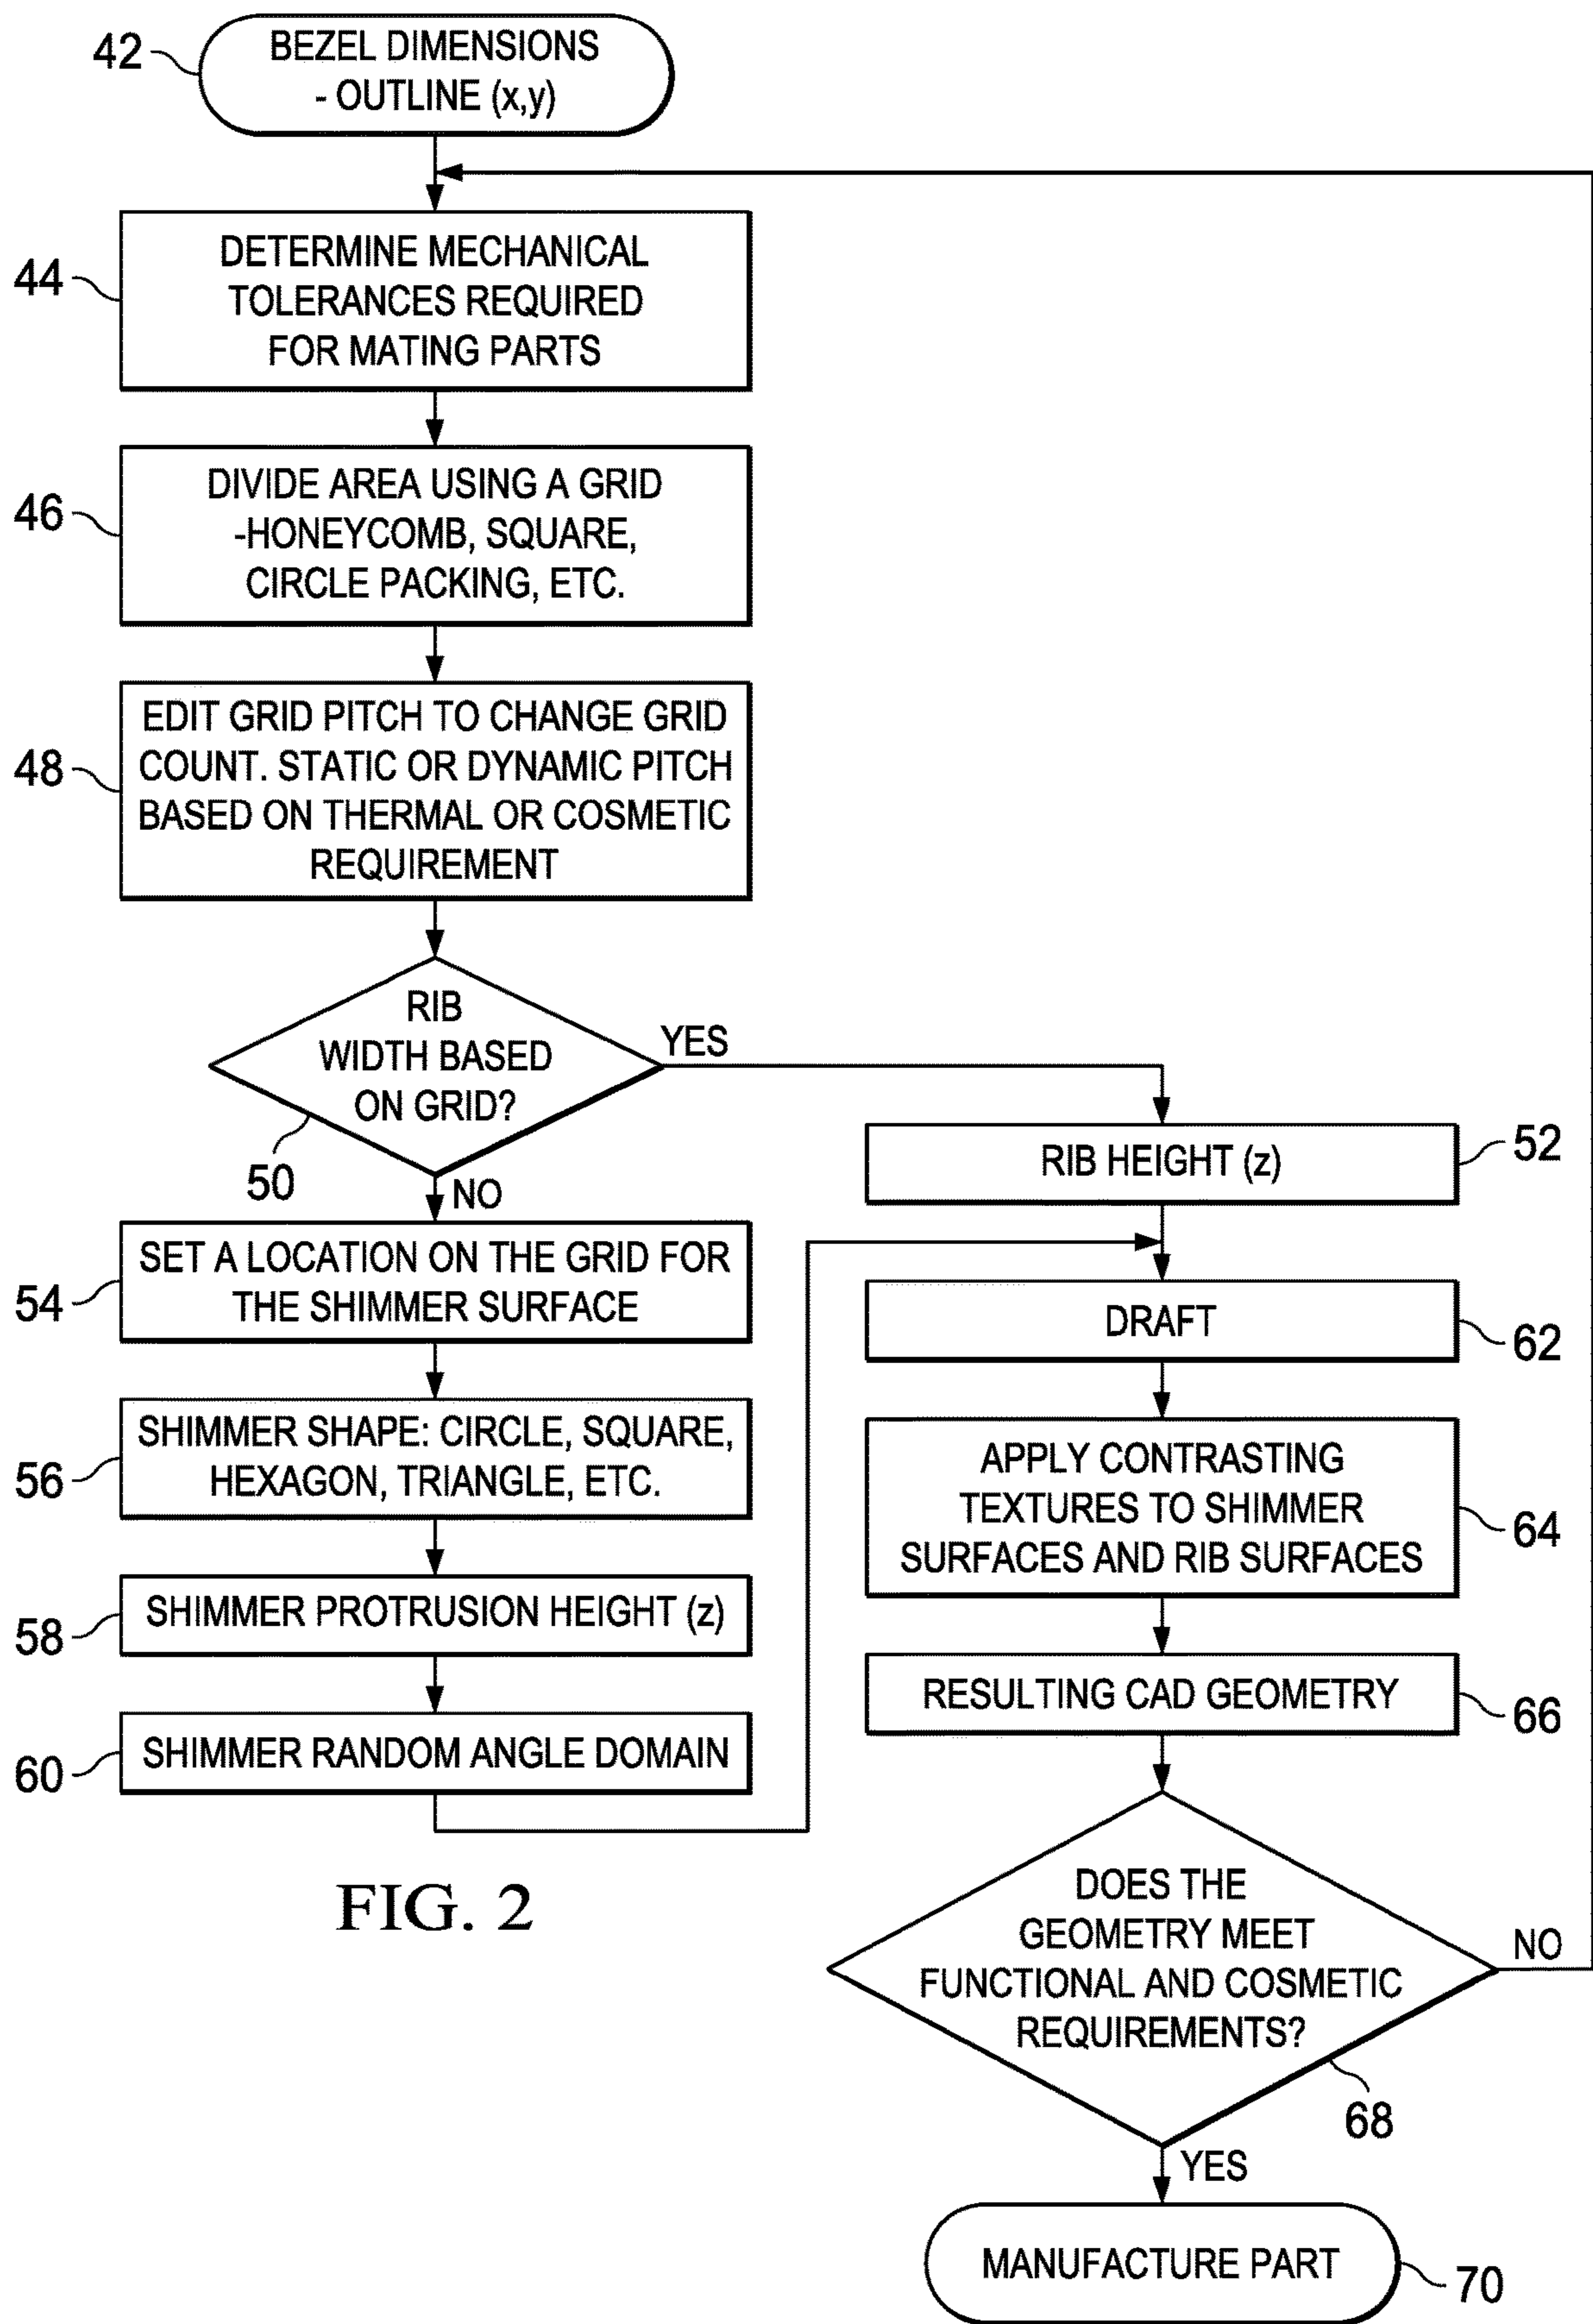 42
BEZEL DIMENSIONS
- OUTLINE (x,y)
44
DETERMINE MECHANICAL
TOLERANCES REQUIRED
FOR MATING PARTS
46
DIVIDE AREA USING A GRID
-HONEYCOMB, SQUARE,
CIRCLE PACKING, ETC.
48
EDIT GRID PITCH TO CHANGE GRID
COUNT. STATIC OR DYNAMIC PITCH
BASED ON THERMAL OR COSMETIC
REQUIREMENT
RIB
WIDTH BASED
ON GRID?
50
YES
NO
54
SET A LOCATION ON THE GRID FOR
THE SHIMMER SURFACE
56
SHIMMER SHAPE: CIRCLE, SQUARE,
HEXAGON, TRIANGLE, ETC.
58
SHIMMER PROTRUSION HEIGHT (z)
60
SHIMMER RANDOM ANGLE DOMAIN
RIB HEIGHT (z)
52
DRAFT
62
APPLY CONTRASTING
TEXTURES TO SHIMMER
SURFACES AND RIB SURFACES
64
RESULTING CAD GEOMETRY
66
DOES THE
GEOMETRY MEET
FUNCTIONAL AND COSMETIC
REQUIREMENTS?
68
NO
YES
MANUFACTURE PART
70
FIG. 2